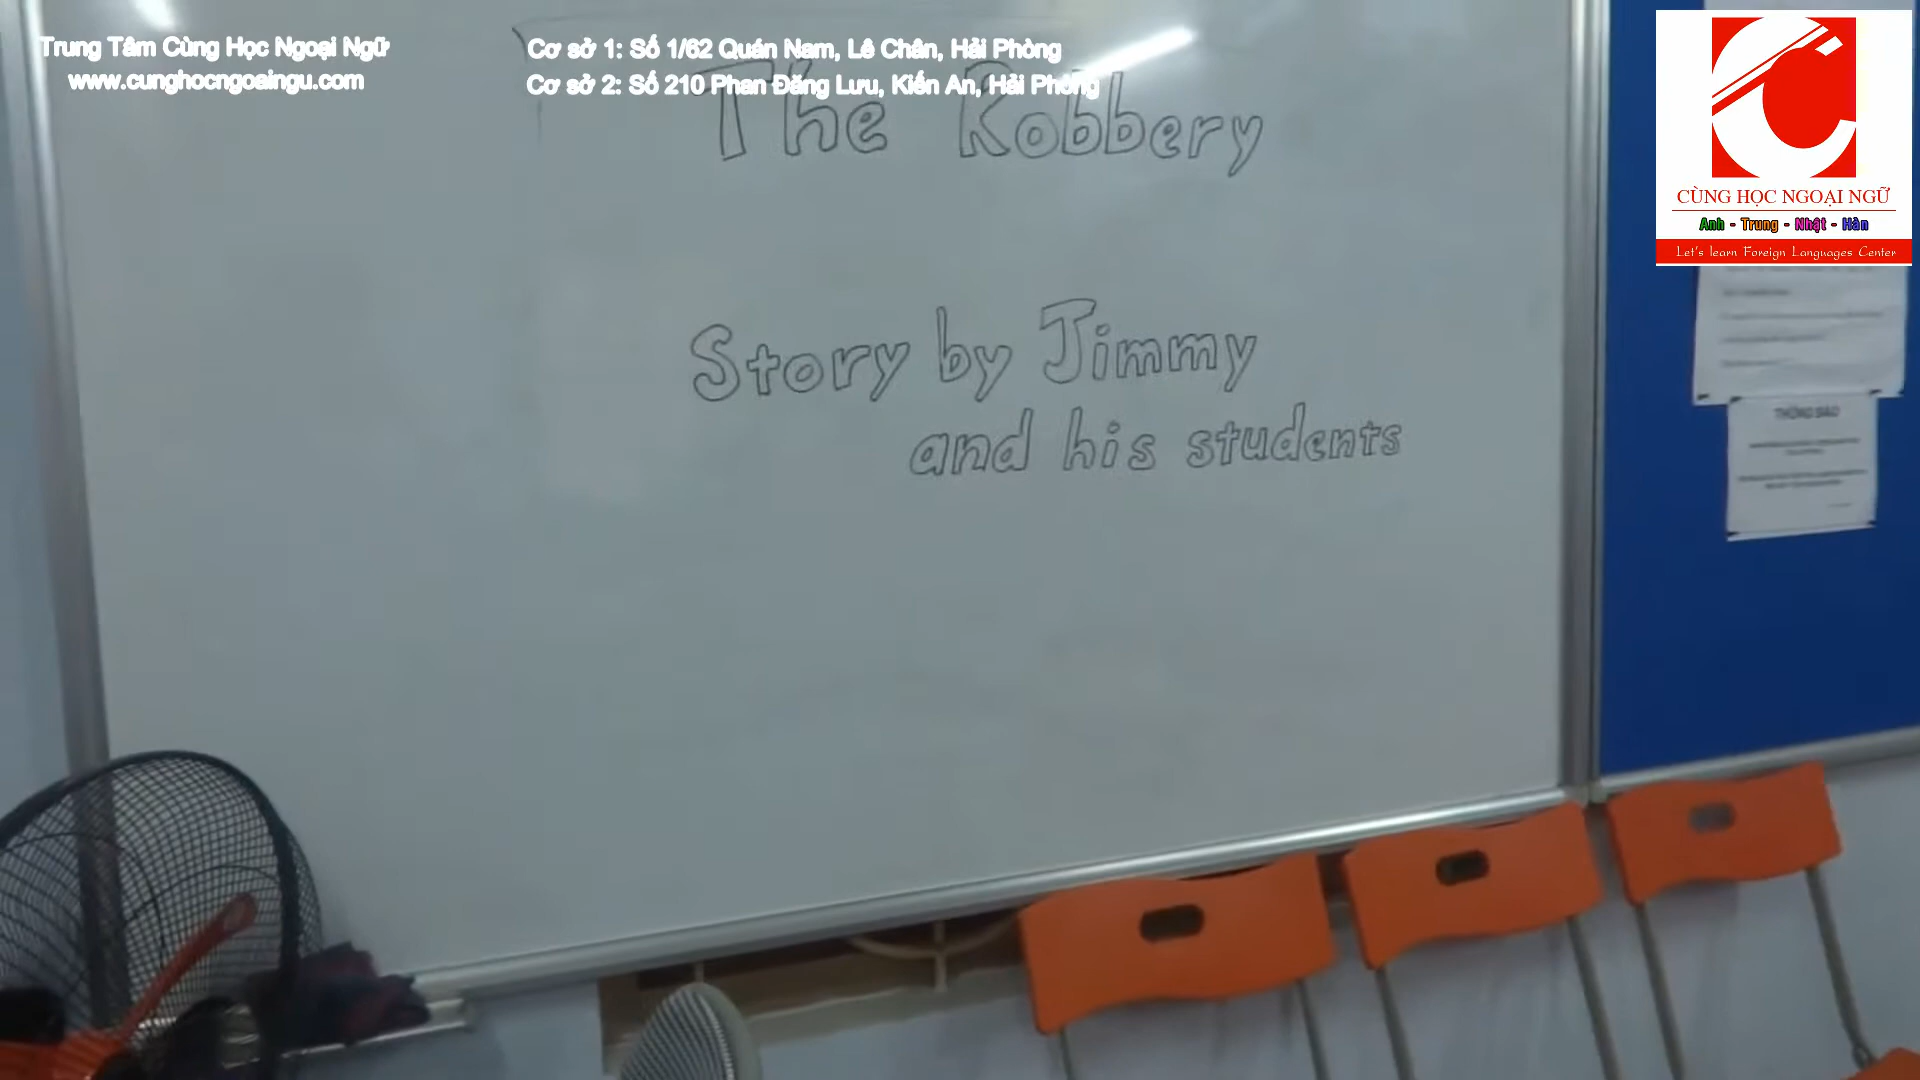 Trung Tâm Cùng Học Ngoại Ngữ
www.cunghocngoaingu.com
Cơ sở 1: Số 1/62 Quán Nam, Lê Chân, Hải Phòng
Cơ sở 2: Số 210 Phan Đăng Lưu, Kiến An, Hải Phòng
CÙNG HỌC NGOẠI NGỮ
Anh - Trung - Nhật - Hàn
Let's learn Foreign Languages Center
The Robbery
Story by Jimmy
and his students
THÔNG BÁO